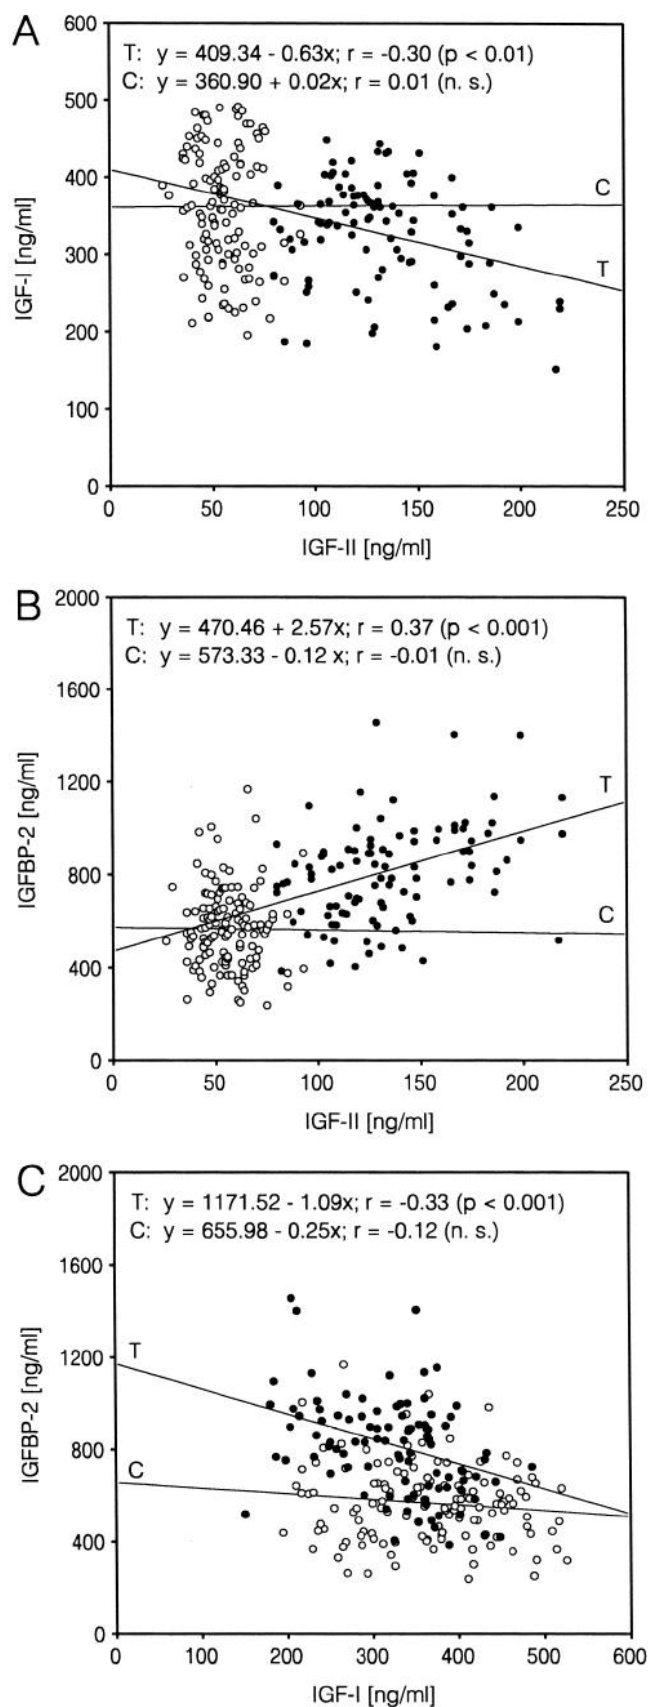 A
600
T: y = 409.34 - 0.63x; r = -0.30 (p < 0.01)
C: y = 360.90 + 0.02x; r = 0.01 (n. s.)
500
400
C
300
T
200
100
0
50
100
150
200
250
IGF-I [ng/ml]
IGF-II [ng/ml]
B
2000
T: y = 470.46 + 2.57x; r = 0.37 (p < 0.001)
C: y = 573.33 - 0.12 x; r = -0.01 (n. s.)
1600
1200
T
800
C
400
0
0
50
100
150
200
250
IGFBP-2 [ng/ml]
IGF-II [ng/ml]
C
2000
T: y = 1171.52 - 1.09x; r = -0.33 (p < 0.001)
C: y = 655.98 - 0.25x; r = -0.12 (n. s.)
1600
T
1200
800
C
400
0
0
100
200
300
400
500
600
IGFBP-2 [ng/ml]
IGF-I [ng/ml]